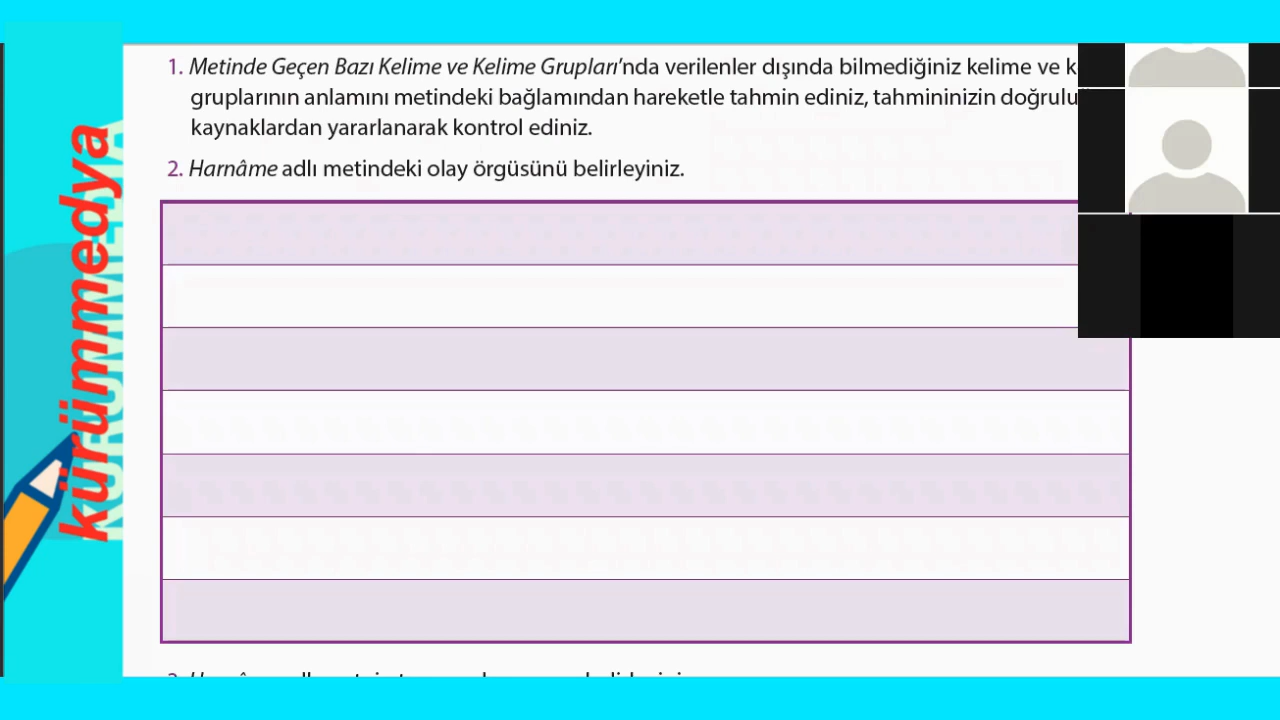 1. Metinde Geçen Bazı Kelime ve Kelime Grupları'nda verilenler dışında bilmediğiniz kelime ve k
gruplarının anlamını metindeki bağlamından hareketle tahmin ediniz, tahmininizin doğrulu
kaynaklardan yararlanarak kontrol ediniz.
2. Harnâme adlı metindeki olay örgüsünü belirleyiniz.
kürümmedya
KÜRÜMMEDYA